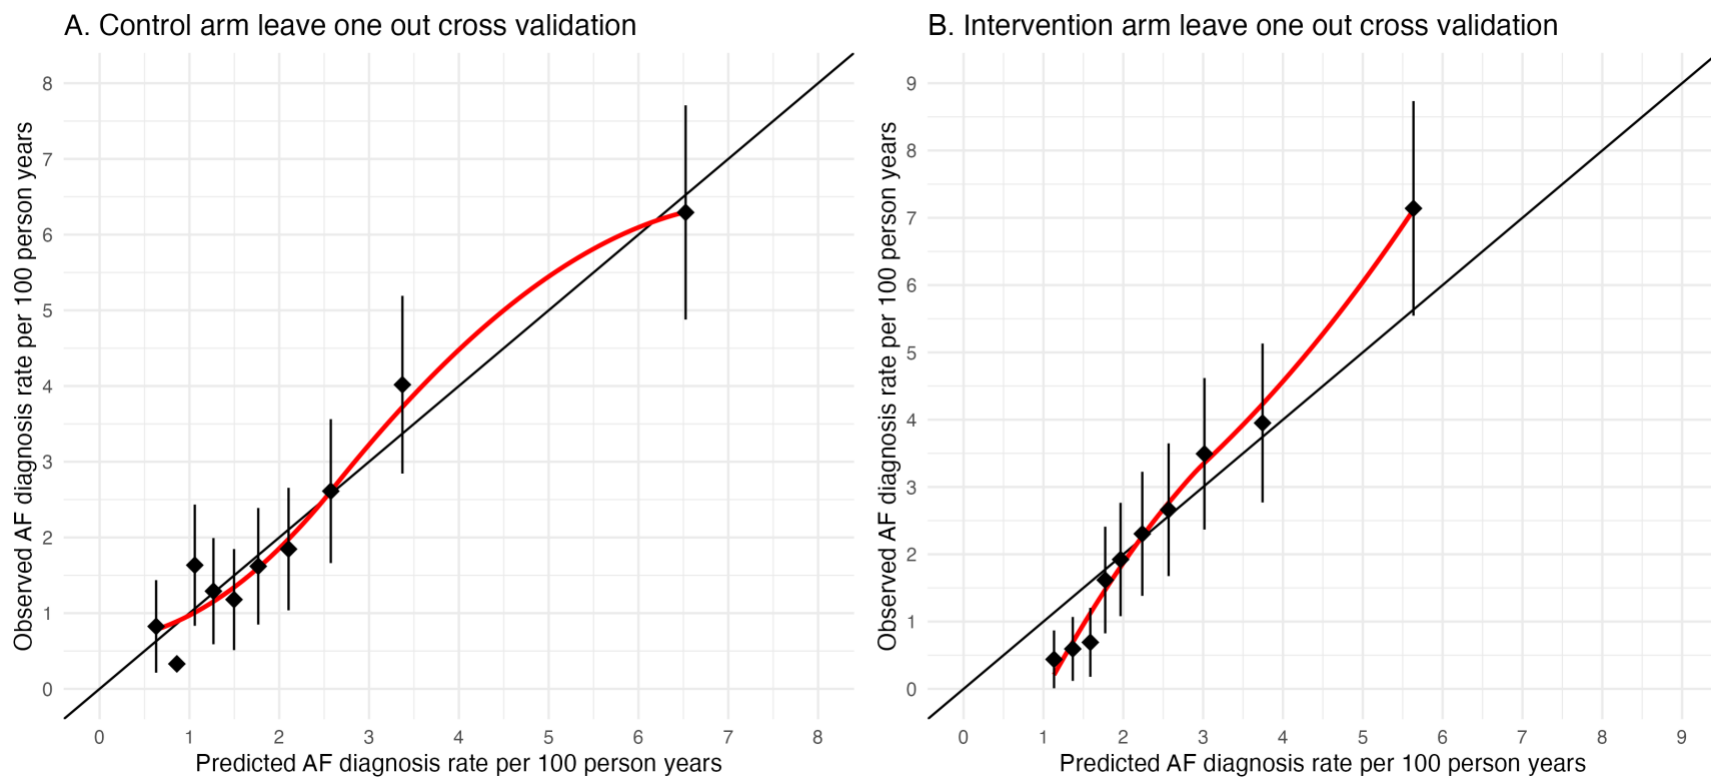 A. Control arm leave one out cross validation
Observed AF diagnosis rate per 100 person years
8
7
6
5
4
3
2
1
0
0 1 2 3 4 5 6 7 8
Predicted AF diagnosis rate per 100 person years
B. Intervention arm leave one out cross validation
Observed AF diagnosis rate per 100 person years
9
8
7
6
5
4
3
2
1
0
0 1 2 3 4 5 6 7 8 9
Predicted AF diagnosis rate per 100 person years